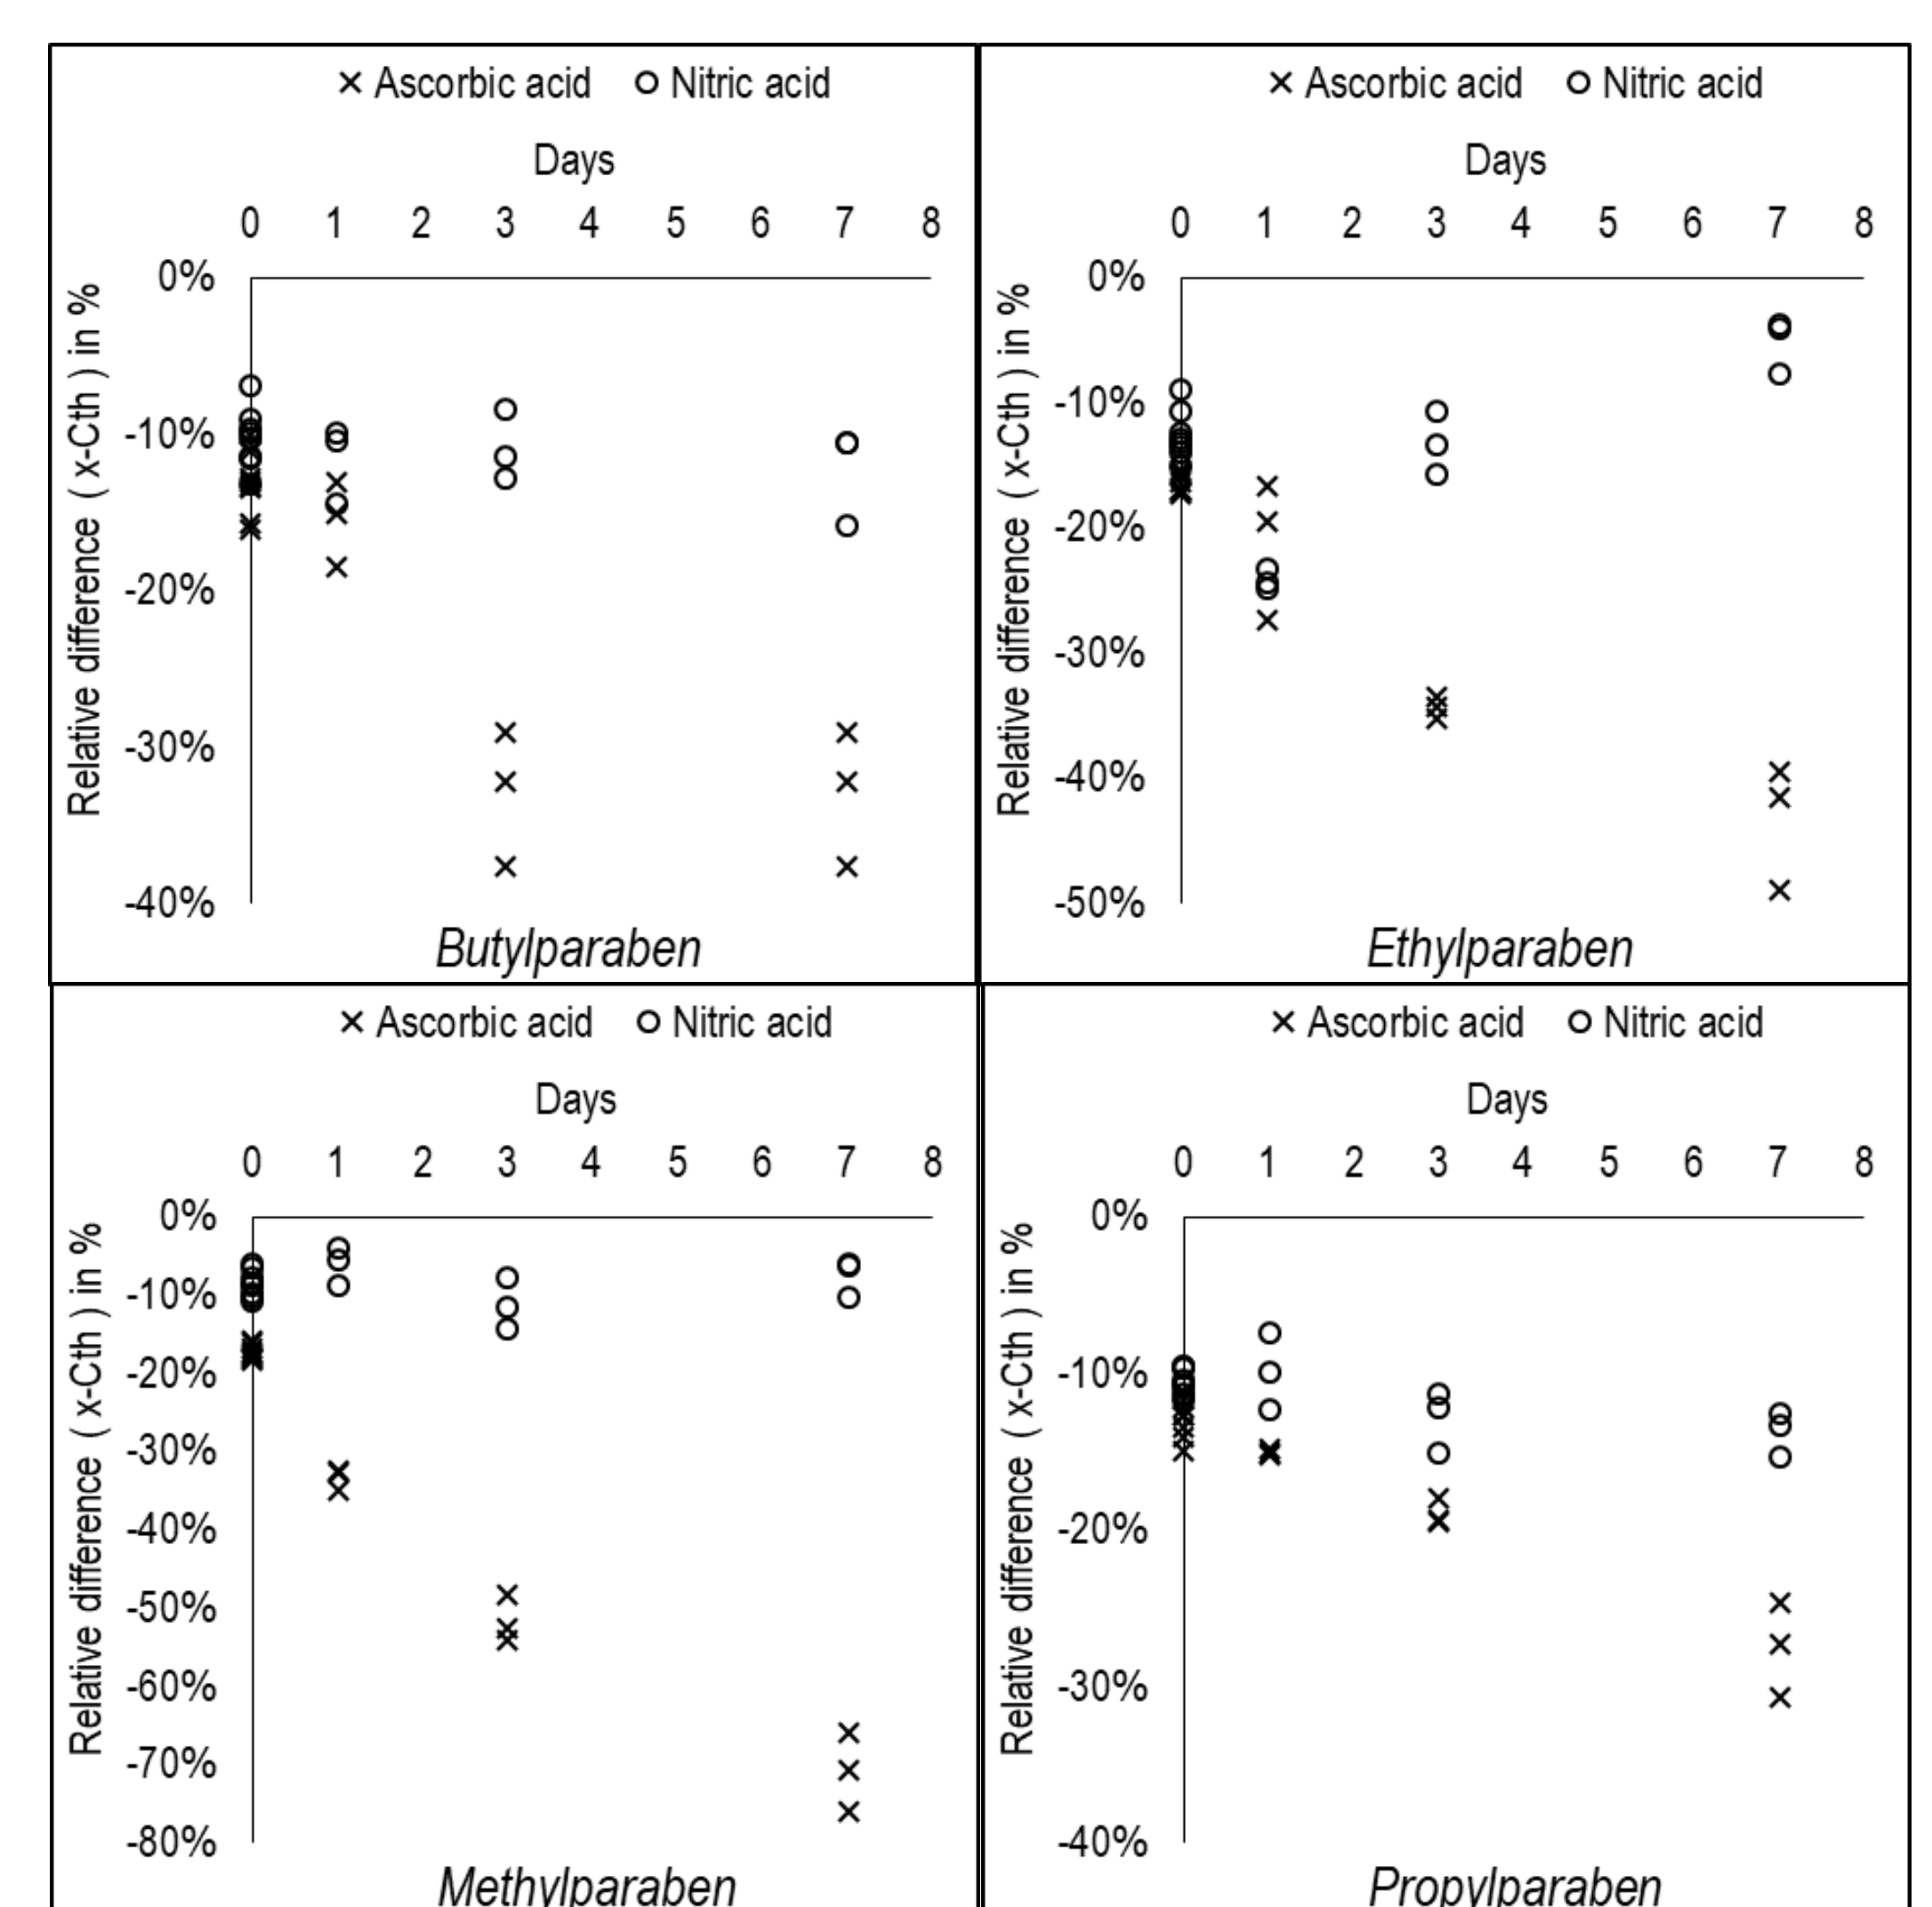 × Ascorbic acid ○ Nitric acid
Days
0 1 2 3 4 5 6 7 8
0%
-10%
-20%
-30%
-40%
Relative difference ( x-Cth ) in %
Butylparaben
× Ascorbic acid ○ Nitric acid
Days
0 1 2 3 4 5 6 7 8
0%
-10%
-20%
-30%
-40%
-50%
Relative difference ( x-Cth ) in %
Ethylparaben
× Ascorbic acid ○ Nitric acid
Days
0 1 2 3 4 5 6 7 8
0%
-10%
-20%
-30%
-40%
-50%
-60%
-70%
-80%
Relative difference ( x-Cth ) in %
Methylparaben
× Ascorbic acid ○ Nitric acid
Days
0 1 2 3 4 5 6 7 8
0%
-10%
-20%
-30%
-40%
Relative difference ( x-Cth ) in %
Propylparaben